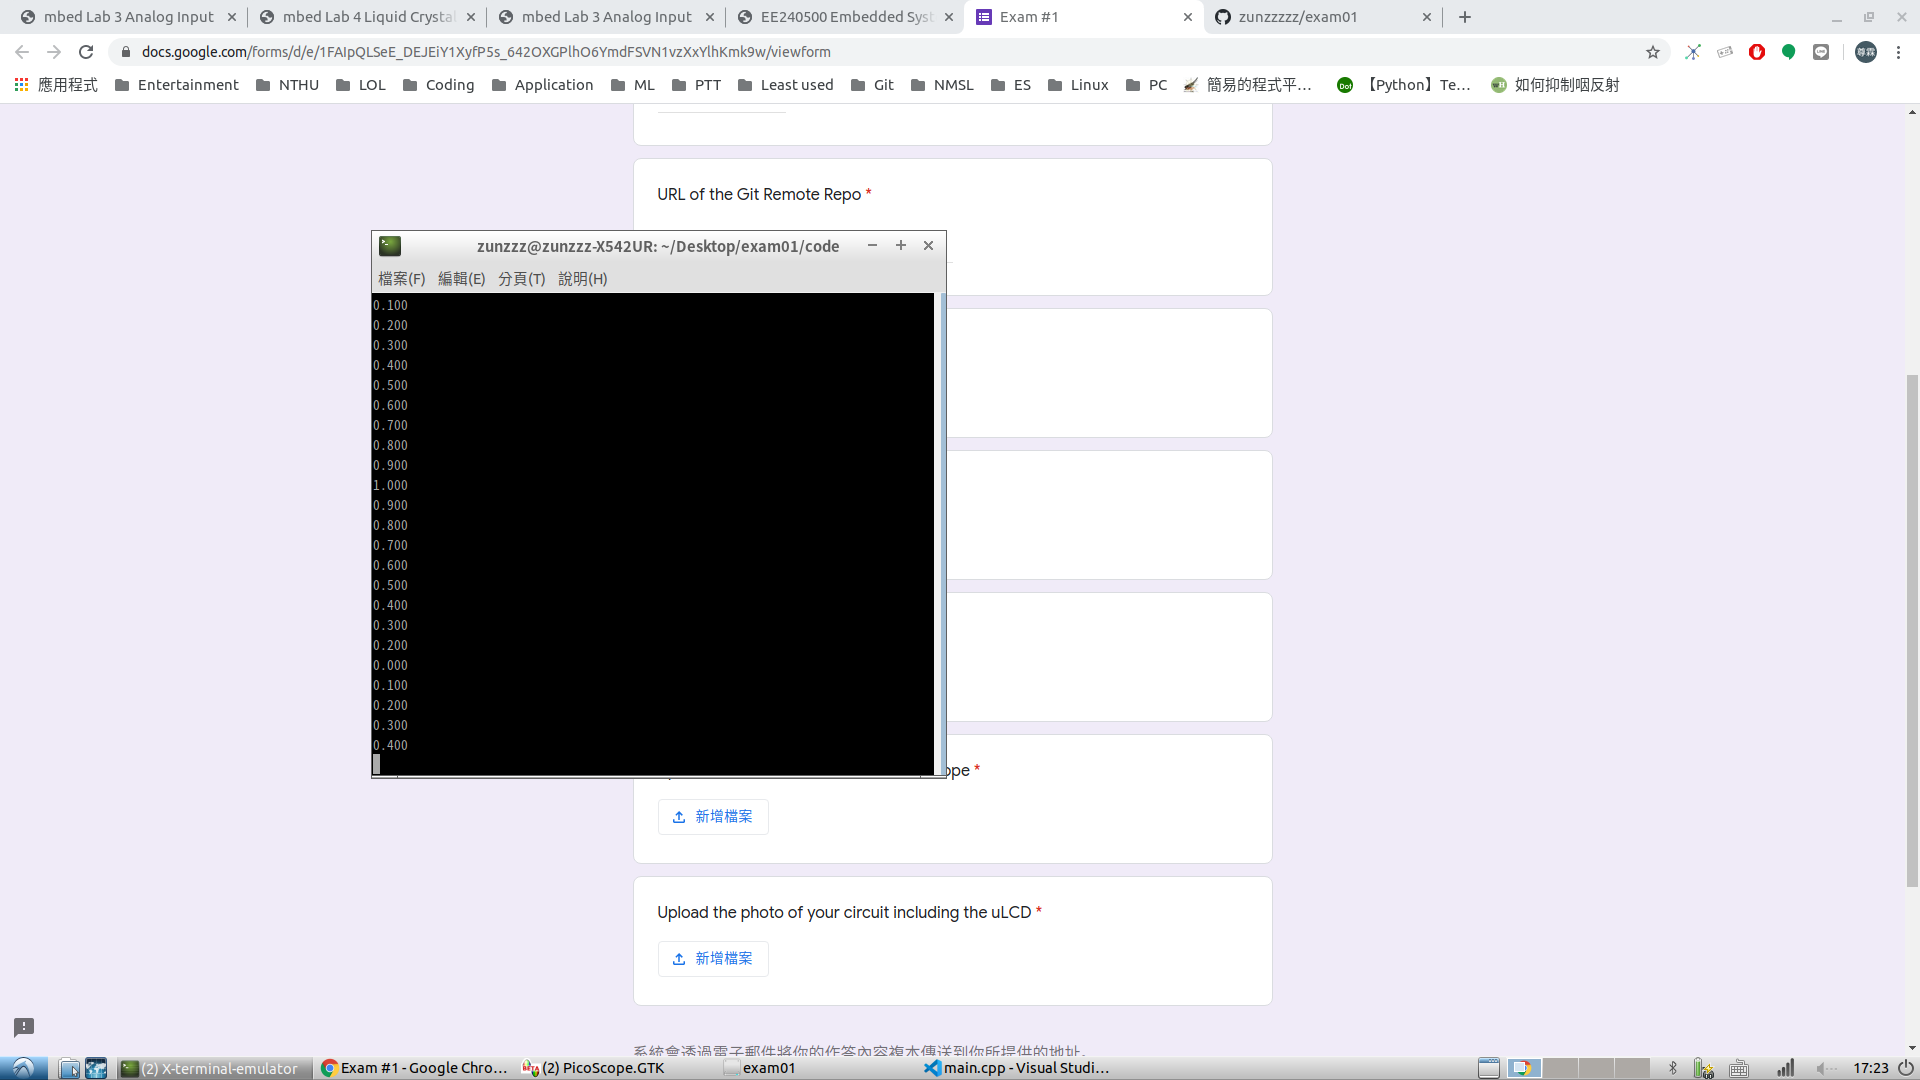 mbed Lab 3 Analog Input
mbed Lab 4 Liquid Crystal
mbed Lab 3 Analog Input
EE240500 Embedded Syst
Exam #1
zunzzzzz/exam01
docs.google.com/forms/d/e/1FAIpQLSeE_DEJEiY1XyfP5s_642OXGPlhO6YmdFSVN1vzXxYlhKmk9w/viewform
應用程式
Entertainment
NTHU
LOL
Coding
Application
ML
PTT
Least used
Git
NMSL
ES
Linux
PC
簡易的程式平...
【Python】Te...
如何抑制咽反射
URL of the Git Remote Repo *
zunzzz@zunzzz-X542UR: ~/Desktop/exam01/code
檔案(F) 編輯(E) 分頁(T) 說明(H)
0.100
0.200
0.300
0.400
0.500
0.600
0.700
0.800
0.900
1.000
0.900
0.800
0.700
0.600
0.500
0.400
0.300
0.200
0.000
0.100
0.200
0.300
0.400
ope *
新增檔案
Upload the photo of your circuit including the uLCD *
新增檔案
系統會透過電子郵件將你的作答內容複本傳送到你所提供的地址。
(2) X-terminal-emulator
Exam #1 - Google Chro...
(2) PicoScope.GTK
exam01
main.cpp - Visual Studi...
17:23